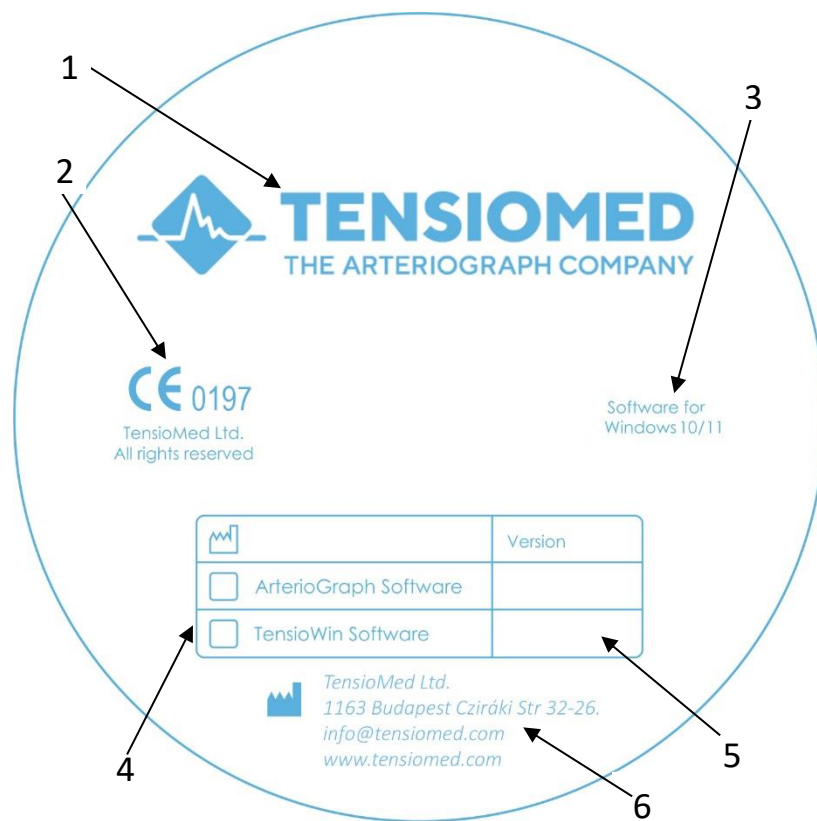 1
3
2
TENSIOMED
THE ARTERIOGRAPH COMPANY
CE 0197
TensioMed Ltd.
All rights reserved
Software for
Windows 10/11
Version
ArterioGraph Software
TensioWin Software
TensioMed Ltd.
1163 Budapest Cziráki Str 32-26.
info@tensiomed.com
www.tensiomed.com
4
5
6